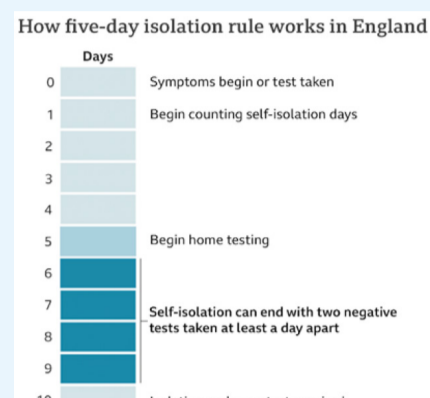 How five-day isolation rule works in England
Days
0 Symptoms begin or test taken
1 Begin counting self-isolation days
2
3
4
5 Begin home testing
6
7
Self-isolation can end with two negative
tests taken at least a day apart
8
9